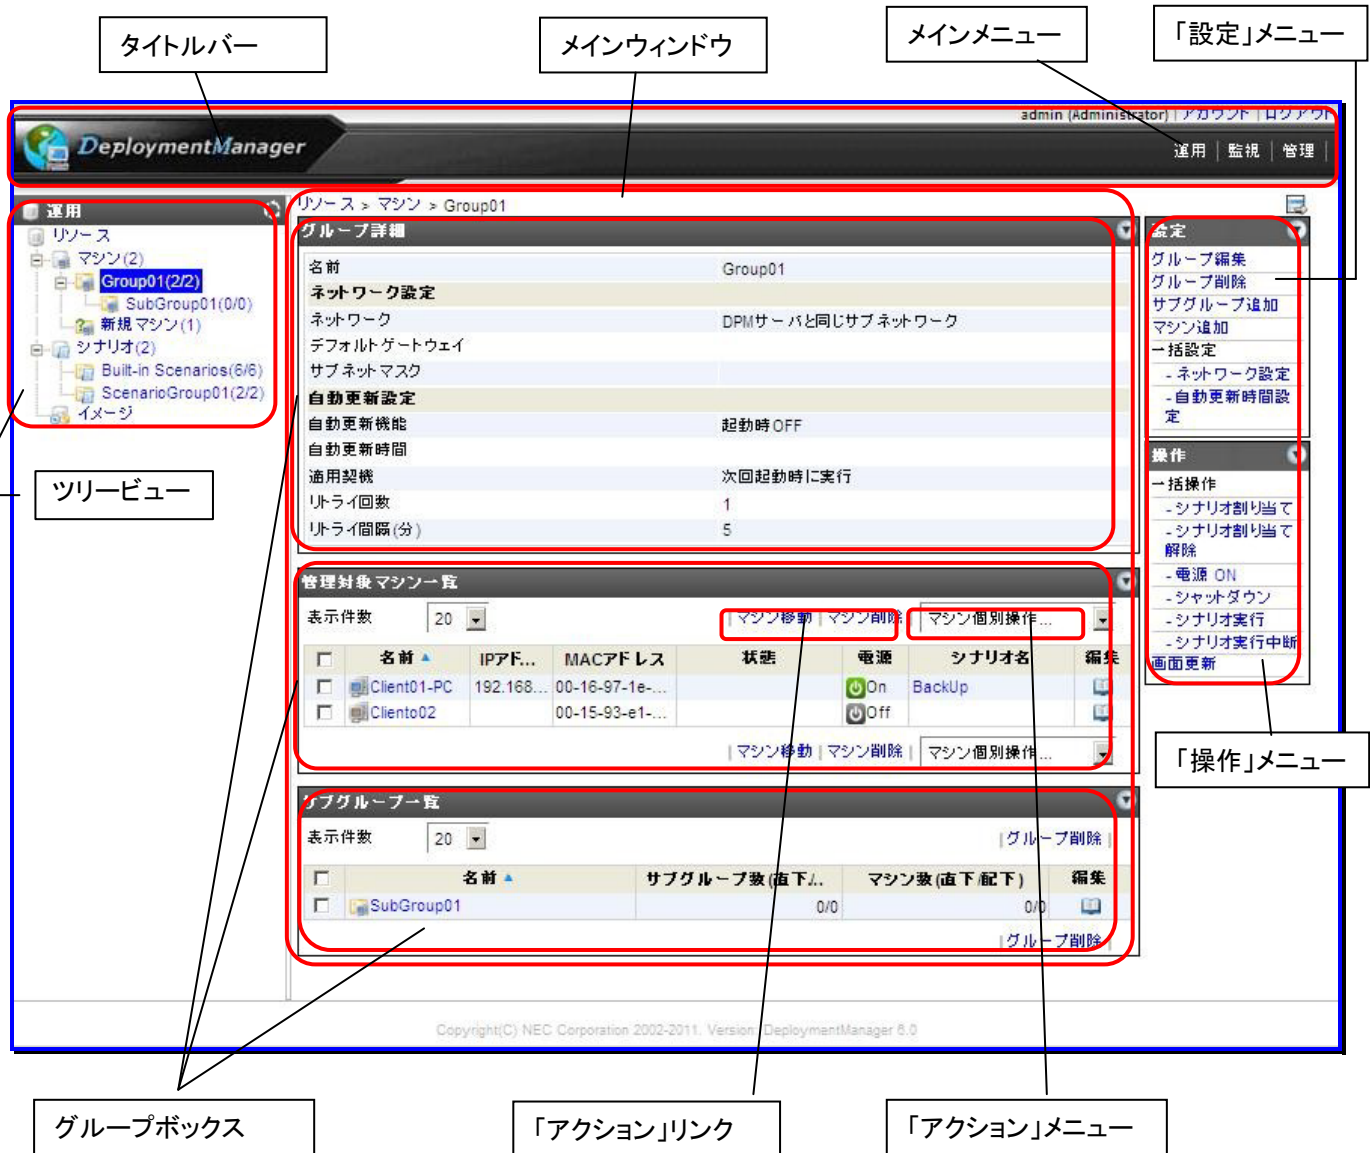 タイトルバー
メインウィンドウ
メインメニュー
「設定」メニュー
admin (Administrator) | アカウント | ログアウト
DeploymentManager
運用 | 監視 | 管理 |
運用
リソース
マシン(2)
Group01(2/2)
SubGroup01(0/0)
新規マシン(1)
シナリオ(2)
Built-in Scenarios(6/6)
ScenarioGroup01(2/2)
イメージ
ツリービュー
リソース > マシン > Group01
グループ詳細
名前 Group01
ネットワーク設定
ネットワーク DPMサーバと同じサブネットワーク
デフォルトゲートウェイ
サブネットマスク
自動更新設定
自動更新機能 起動時OFF
自動更新時間
適用契機 次回起動時に実行
リトライ回数 1
リトライ間隔(分) 5
管理対象マシン一覧
表示件数 20 | マシン移動 | マシン削除 | マシン個別操作...
名前 IPアド... MACアドレス 状態 電源 シナリオ名 編集
Client01-PC 192.168... 00-16-97-1e-... On BackUp
Cliento02 00-15-93-e1-... Off
| マシン移動 | マシン削除 | マシン個別操作...
サブグループ一覧
表示件数 20 | グループ削除 |
名前 サブグループ数(直下/... マシン数(直下/配下) 編集
SubGroup01 0/0 0/0
| グループ削除 |
設定
グループ編集
グループ削除
サブグループ追加
マシン追加
一括設定
- ネットワーク設定
- 自動更新時間設
定
操作
一括操作
- シナリオ割り当て
- シナリオ割り当て
解除
- 電源 ON
- シャットダウン
- シナリオ実行
- シナリオ実行中断
画面更新
「操作」メニュー
Copyright(C) NEC Corporation 2002-2011. Version: DeploymentManager 6.0
グループボックス
「アクション」リンク
「アクション」メニュー